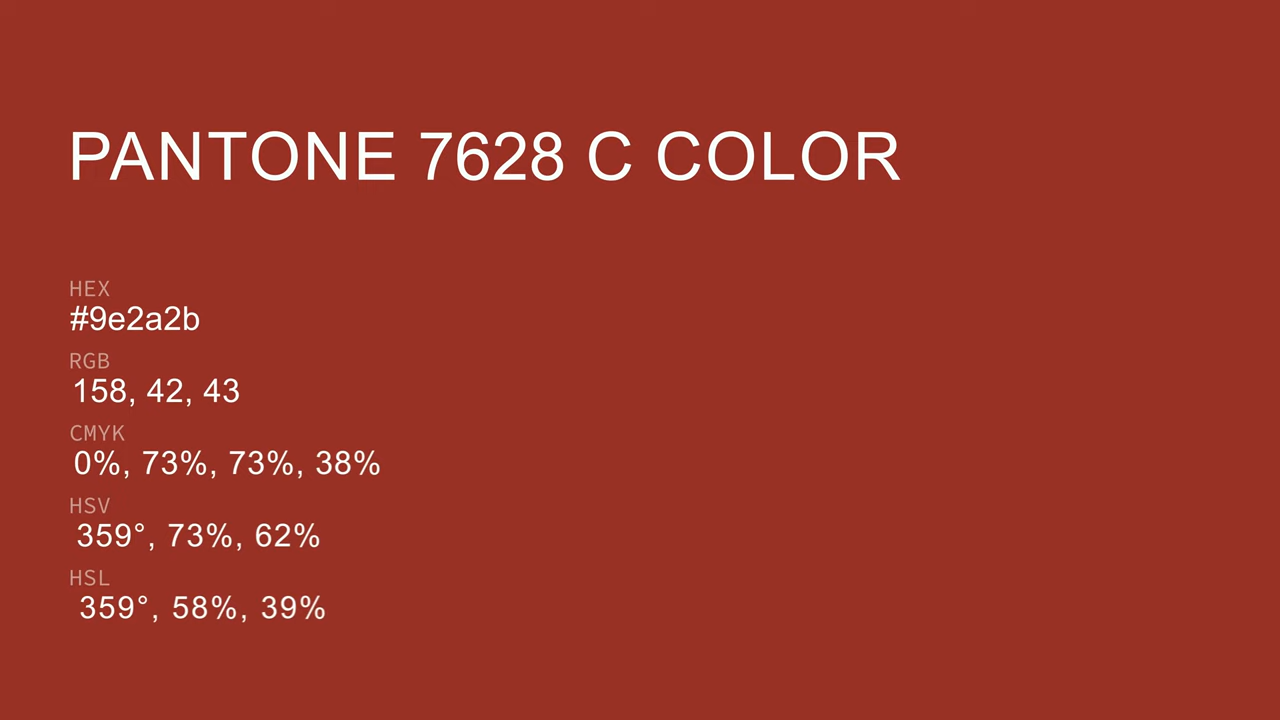 PANTONE 7628 C COLOR
HEX
#9e2a2b
RGB
158, 42, 43
CMYK
0%, 73%, 73%, 38%
HSV
359°, 73%, 62%
HSL
359°, 58%, 39%